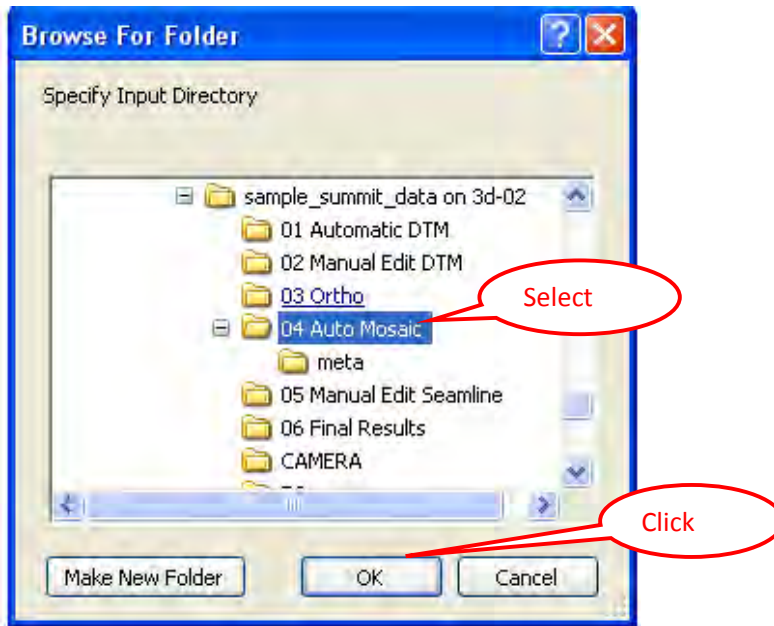 Browse For Folder
Specify Input Directory
sample_summit_data on 3d-02
01 Automatic DTM
02 Manual Edit DTM
03 Ortho
Select
04 Auto Mosaic
meta
05 Manual Edit Seamline
06 Final Results
CAMERA
Click
Make New Folder
OK
Cancel